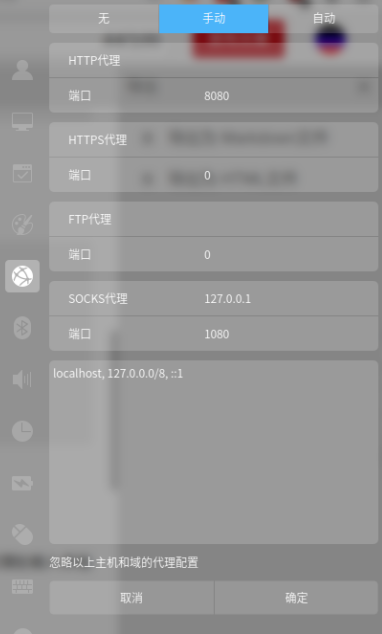 无 手动 自动
HTTP代理
端口 8080
HTTPS代理
端口 0
FTP代理
端口 0
SOCKS代理 127.0.0.1
端口 1080
localhost, 127.0.0.0/8, ::1
忽略以上主机和域的代理配置
取消 确定